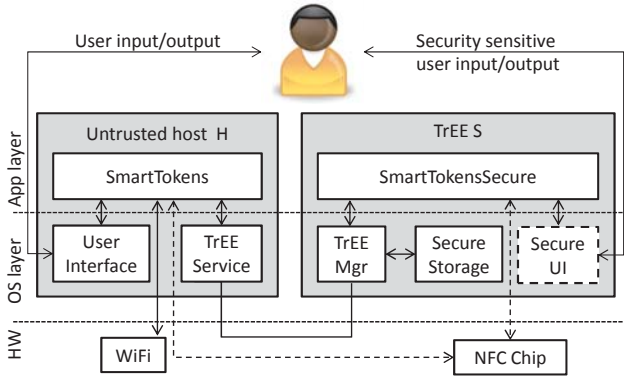 User input/output
Security sensitive
user input/output
App layer
Untrusted host H
TrEE S
SmartTokens
SmartTokensSecure
OS layer
User
Interface
TrEE
Service
TrEE
Mgr
Secure
Storage
Secure
UI
HW
WiFi
NFC Chip